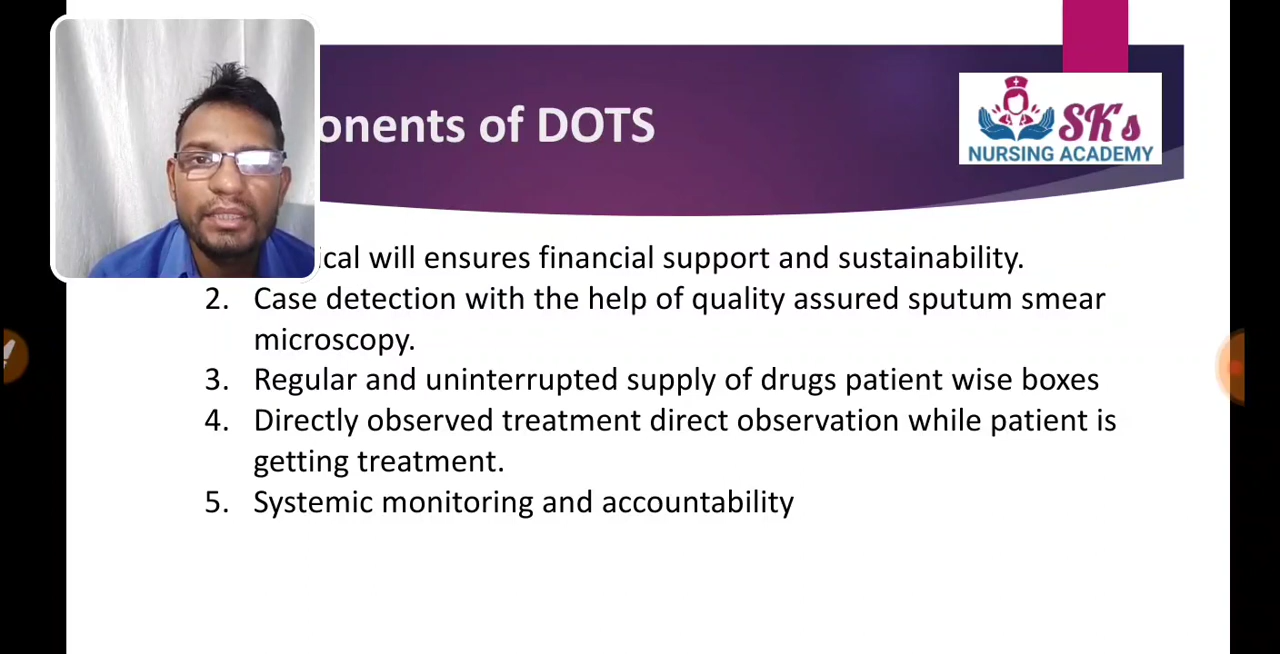 of DOTS
SK's
NURSING ACADEMY
will ensures financial support and sustainability.
2. Case detection with the help of quality assured sputum smear
microscopy.
3. Regular and uninterrupted supply of drugs patient wise boxes
4. Directly observed treatment direct observation while patient is
getting treatment.
5. Systemic monitoring and accountability